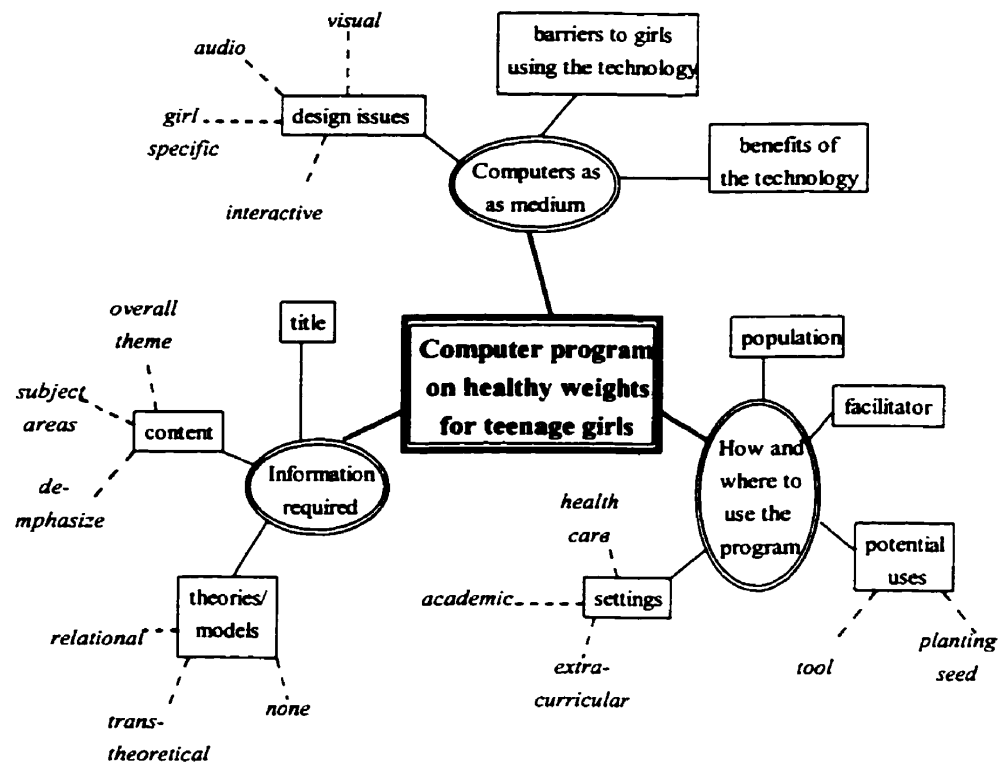 visual
audio
girl
specific
interactive
design issues
barriers to girls
using the technology
benefits of
the technology
Computers as
as medium
Computer program
on healthy weights
for teenage girls
overall
theme
subject
areas
de-
mphasize
content
title
Information
required
theories/
models
relational
trans-
theoretical
none
population
facilitator
How and
where to
use the
program
health
care
academic
settings
extra-
curricular
potential
uses
tool
planting
seed